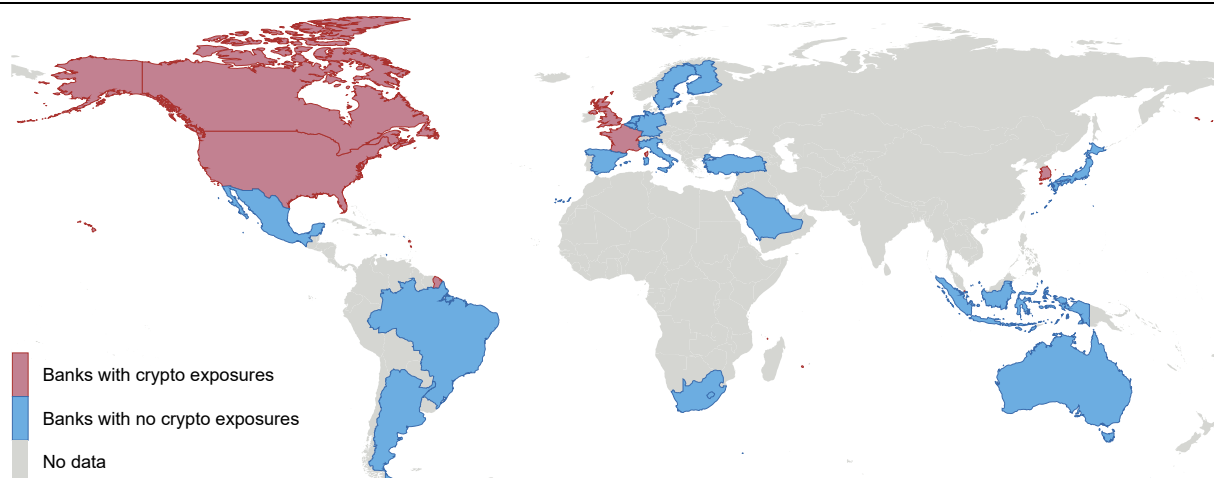 Banks with crypto exposures
Banks with no crypto exposures
No data